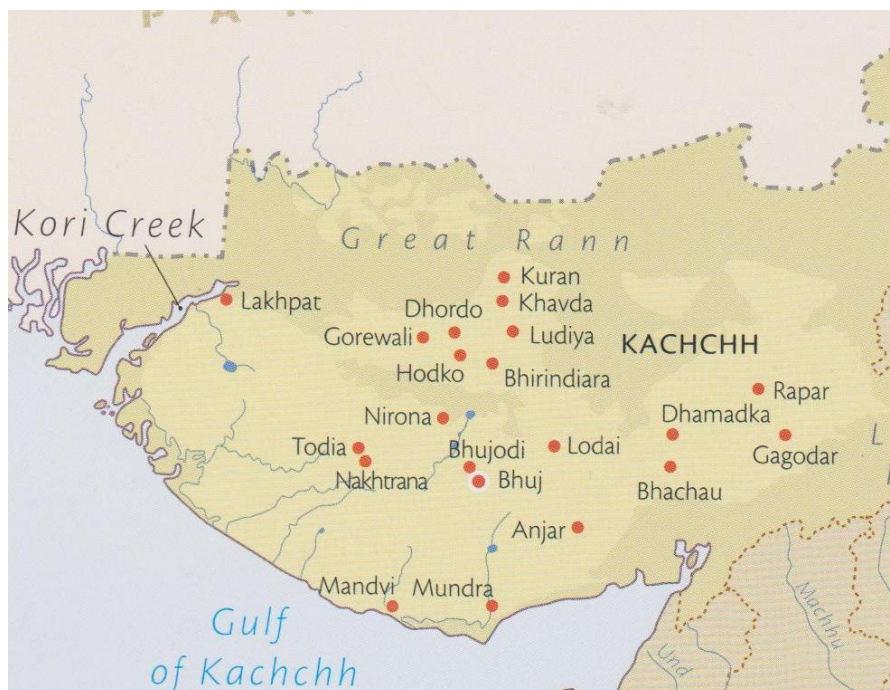 P A
Kori Creek
Great Rann
Kuran
Lakhpat
Khavda
Dhordo
Gorewali
Ludiya
KACHCHH
Hodko
Bhirindiara
Rapar
Nirona
Dhamadka
Todia
Bhujodi
Lodai
Gagodar
L
Nakhtrana
Bhuj
Bhachau
Anjar
Mandvi
Mundra
Machhu
Gulf
of Kachchh
Und